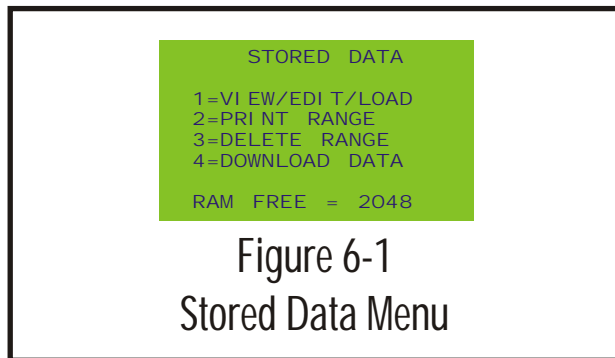 STORED DATA
1=VIEW/EDIT/LOAD
2=PRINT RANGE
3=DELETE RANGE
4=DOWNLOAD DATA
RAM FREE = 2048
Figure 6-1
Stored Data Menu